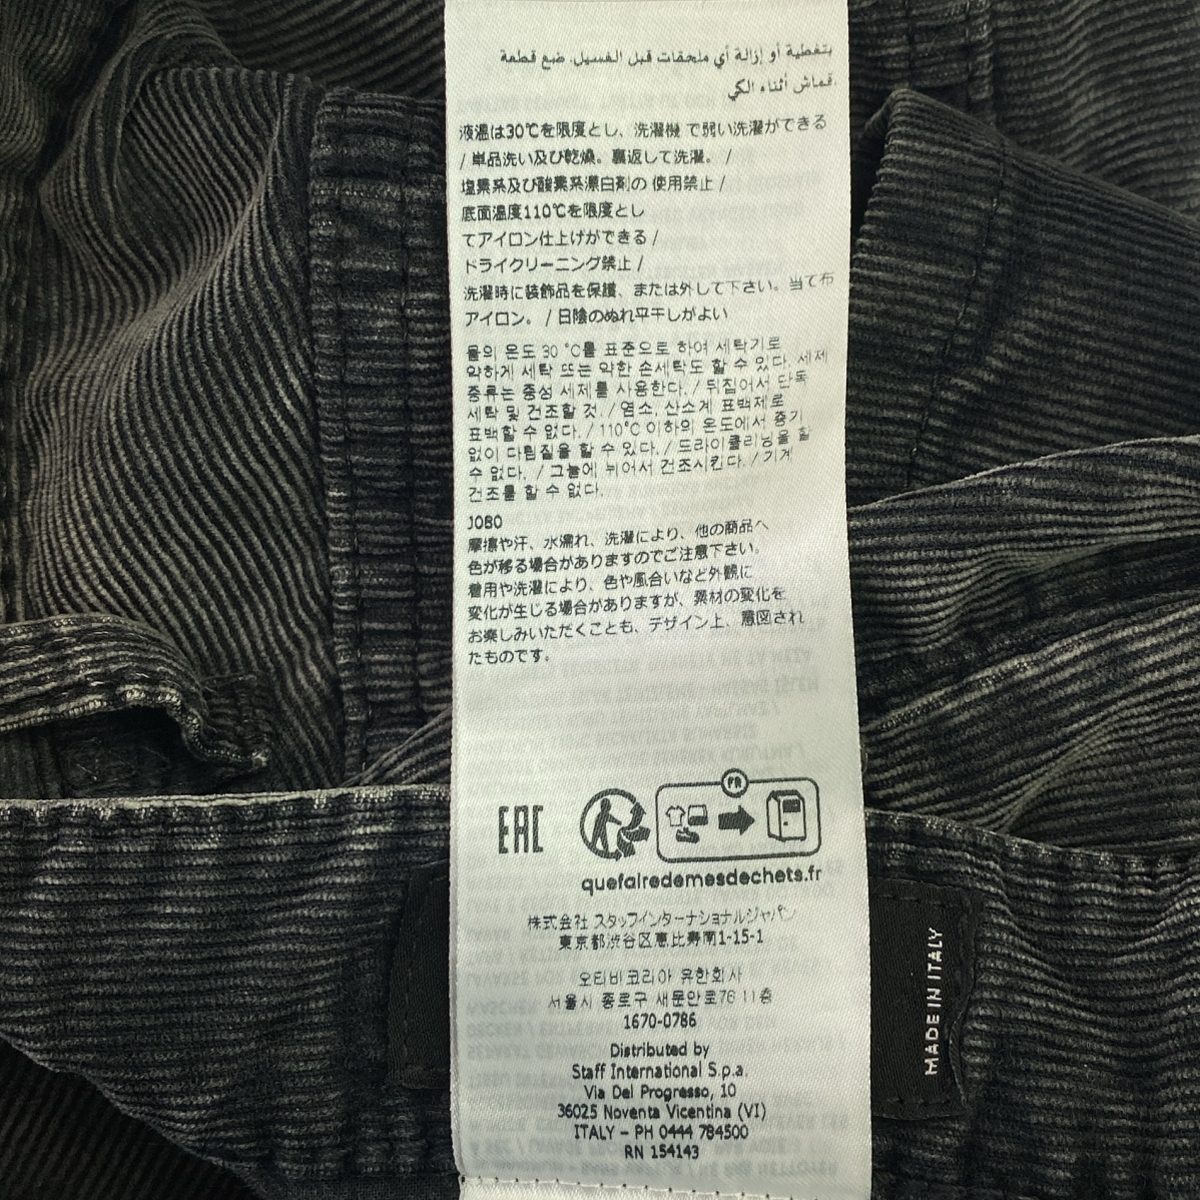 بتغطية أو إزالة أي ملحقات قبل الغسيل. ضع قطعة
قماش أثناء الكي.
液温は30℃を限度とし、洗濯機 で弱い洗濯ができる
/ 単品洗い及び乾燥。裏返して洗濯。 /
塩素系及び酸素系漂白剤の 使用禁止 /
底面温度110℃を限度とし
てアイロン仕上げができる /
ドライクリーニング禁止 /
洗濯時に装飾品を保護、または外して下さい。当て布
アイロン。 / 日陰のぬれ平干しがよい
물의 온도 30 °C를 표준으로 하여 세탁기로
약하게 세탁 또는 약한 손세탁도 할 수 있다. 세제
종류는 중성 세제를 사용한다. / 뒤집어서 단독
세탁 및 건조할 것. / 염소, 산소계 표백제로
표백할 수 없다. / 110°C 이하의 온도에서 증기
없이 다림질을 할 수 있다. / 드라이클리닝을 할
수 없다. / 그늘에 뉘어서 건조시킨다. / 기계
건조를 할 수 없다.
JOBO
摩擦や汗、水濡れ、洗濯により、他の商品へ
色が移る場合がありますのでご注意下さい。
着用や洗濯により、色や風合いなど外観に
変化が生じる場合がありますが、素材の変化を
お楽しみいただくことも、デザイン上、意図され
たものです。
EAC
FR
quefairedemesdechets.fr
株式会社 スタッフインターナショナルジャパン
東京都渋谷区恵比寿南1-15-1
오티비코리아 유한회사
서울시 종로구 새문안로76 11층
1670-0786
Distributed by
Staff International S.p.a.
Via Del Progresso, 10
36025 Noventa Vicentina (VI)
ITALY - PH 0444 784500
RN 154143
MADE IN ITALY